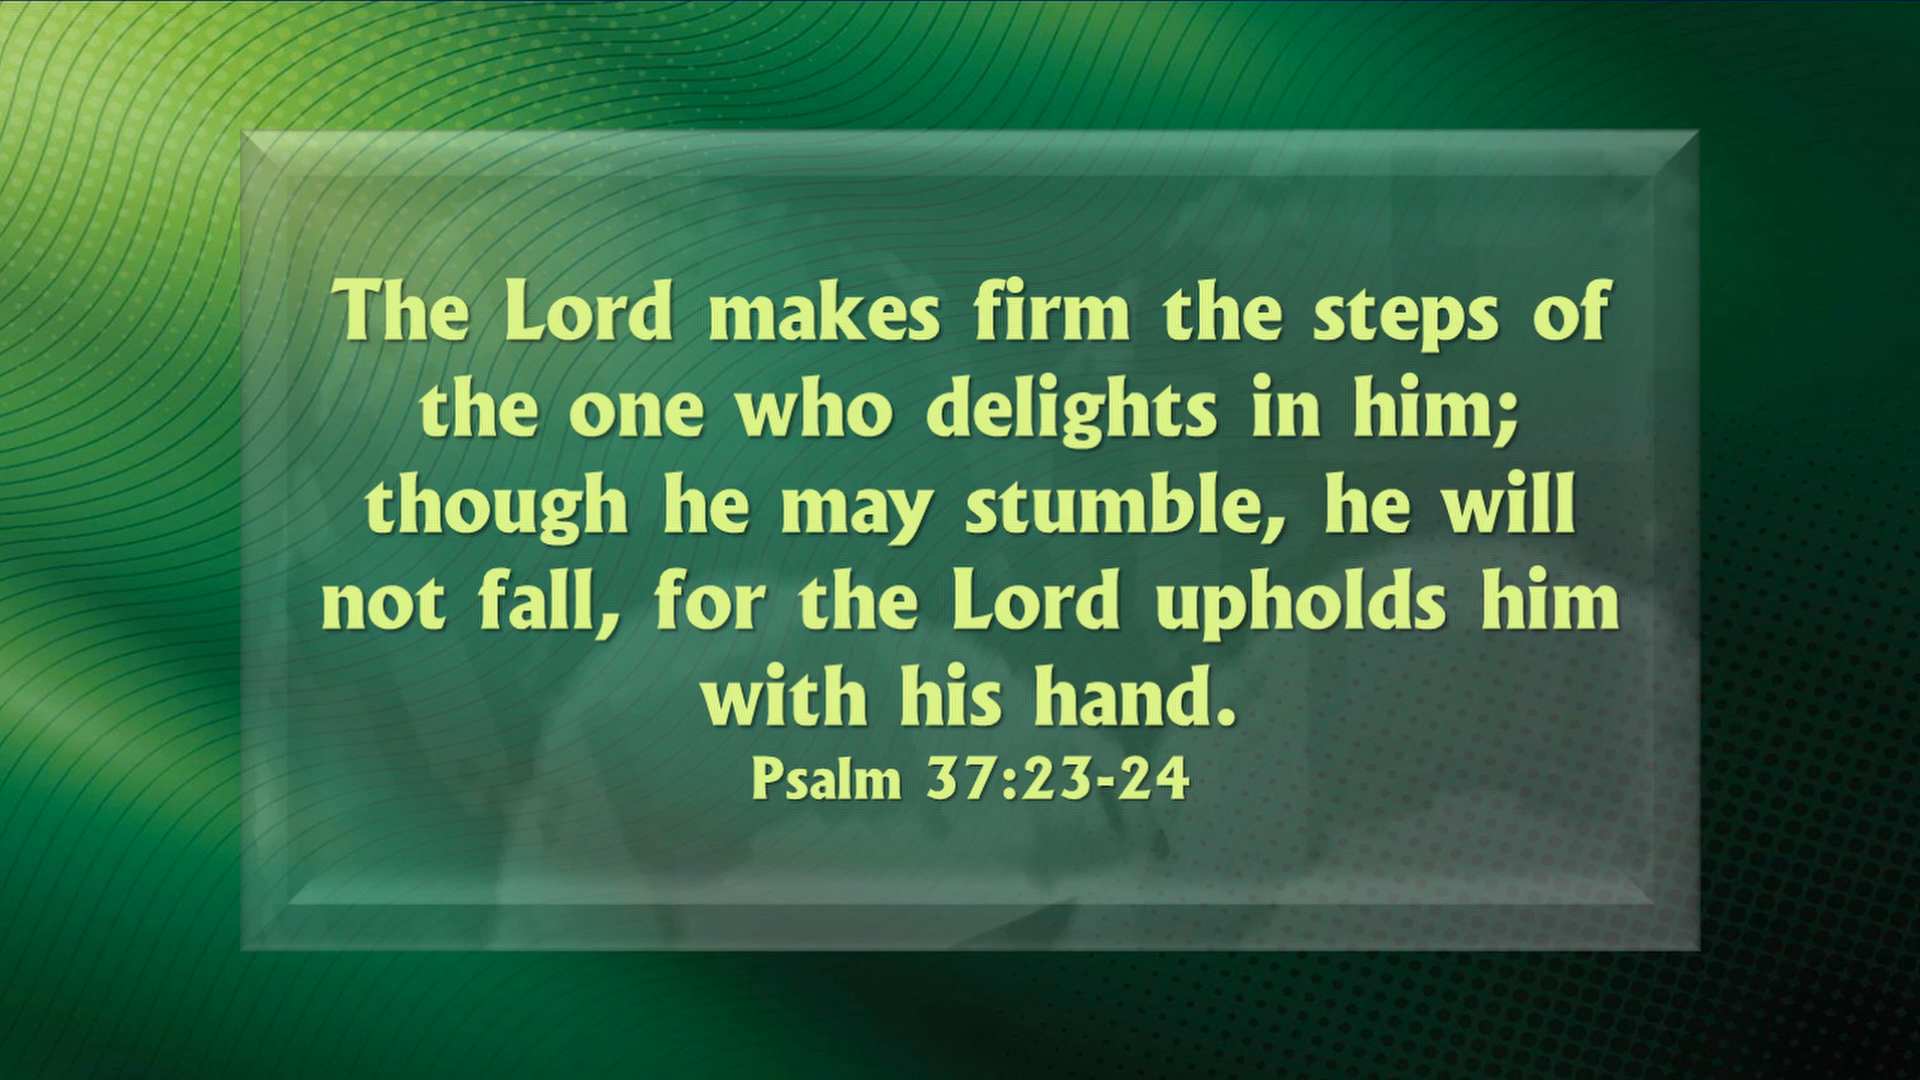 The Lord makes firm the steps of
the one who delights in him;
though he may stumble, he will
not fall, for the Lord upholds him
with his hand.
Psalm 37:23-24